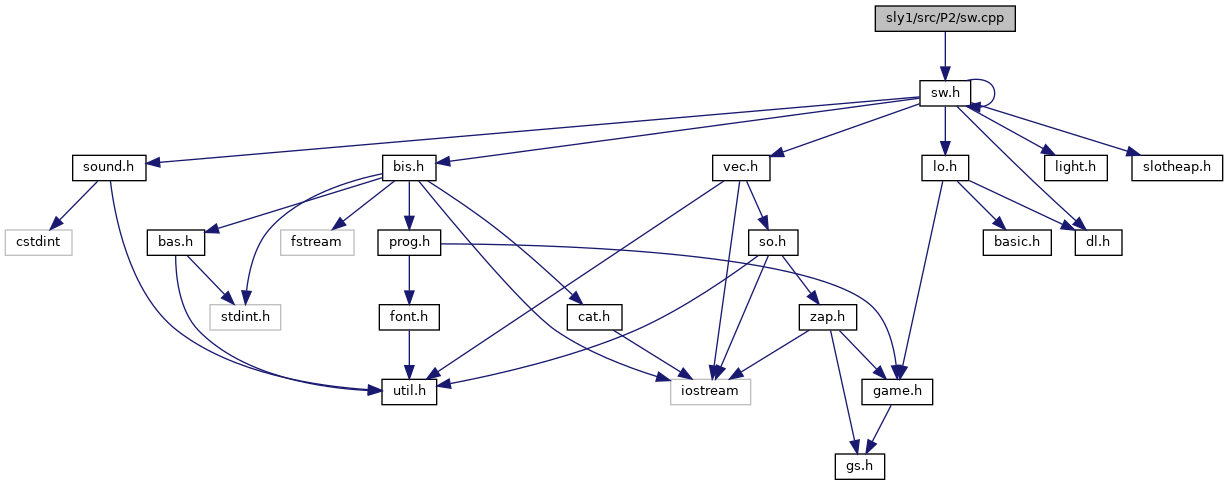 sly1/src/P2/sw.cpp
sw.h
sound.h
bis.h
vec.h
lo.h
light.h
slotheap.h
cstdint
bas.h
fstream
prog.h
so.h
basic.h
dl.h
stdint.h
font.h
cat.h
zap.h
util.h
iostream
game.h
gs.h